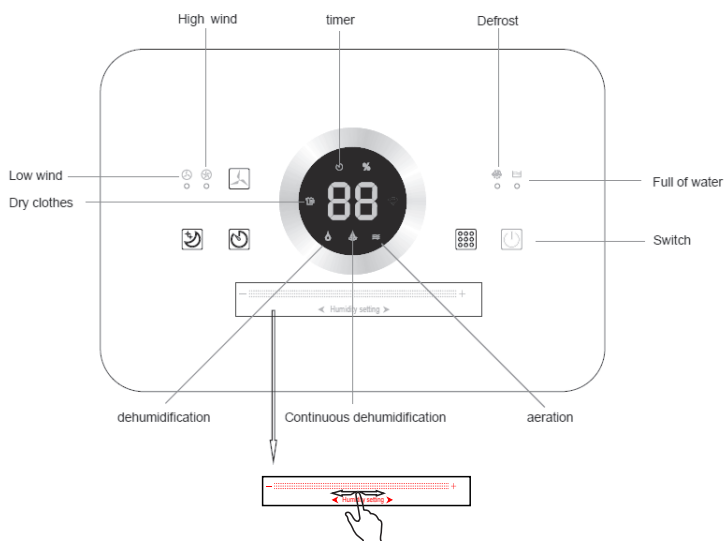 High wind
timer
Defrost
Low wind
Dry clothes
%
88
Full of water
Switch
- +
Humidity setting
dehumidification
Continuous dehumidification
aeration
- +
Humidity setting